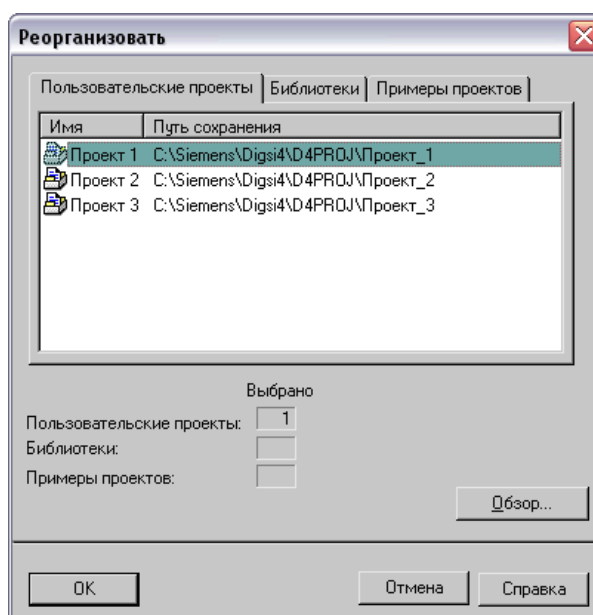 Реорганизовать
Пользовательские проекты Библиотеки Примеры проектов
Имя Путь сохранения
Проект 1 C:\Siemens\Digsi4\D4PROJ\Проект_1
Проект 2 C:\Siemens\Digsi4\D4PROJ\Проект_2
Проект 3 C:\Siemens\Digsi4\D4PROJ\Проект_3
Выбрано
Пользовательские проекты: 1
Библиотеки:
Примеры проектов:
Обзор...
OK Отмена Справка